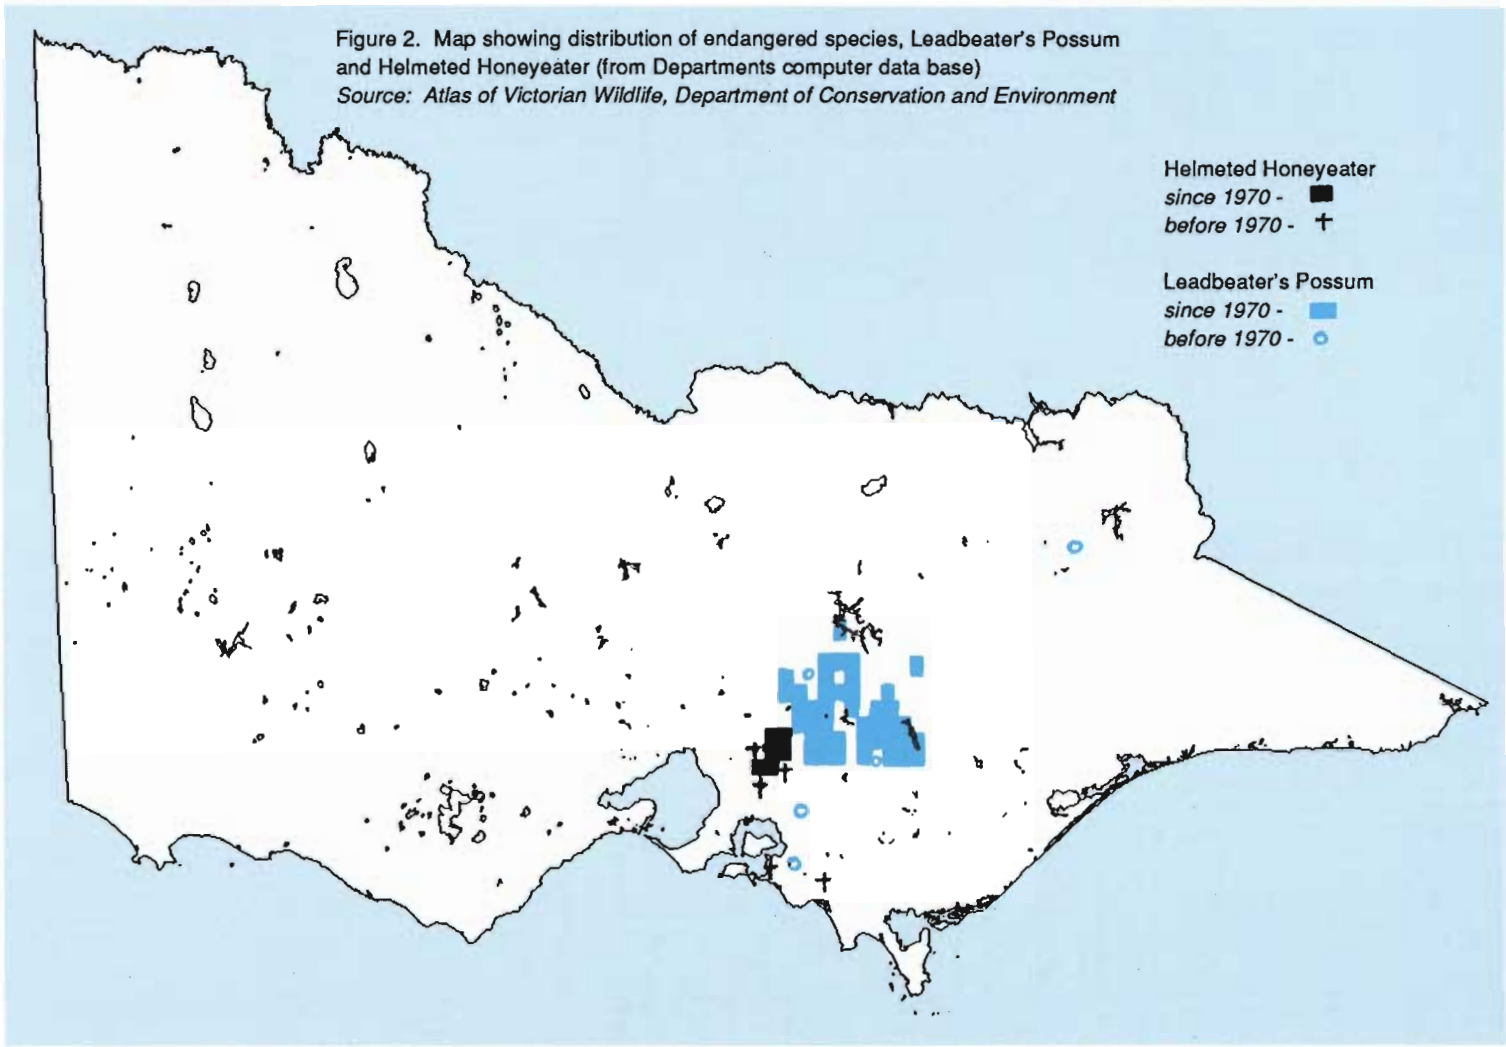 Figure 2. Map showing distribution of endangered species, Leadbeater's Possum
and Helmeted Honeyeater (from Departments computer data base)
Source: Atlas of Victorian Wildlife, Department of Conservation and Environment
Helmeted Honeyeater
since 1970 -
before 1970 -
Leadbeater's Possum
since 1970 -
before 1970 -